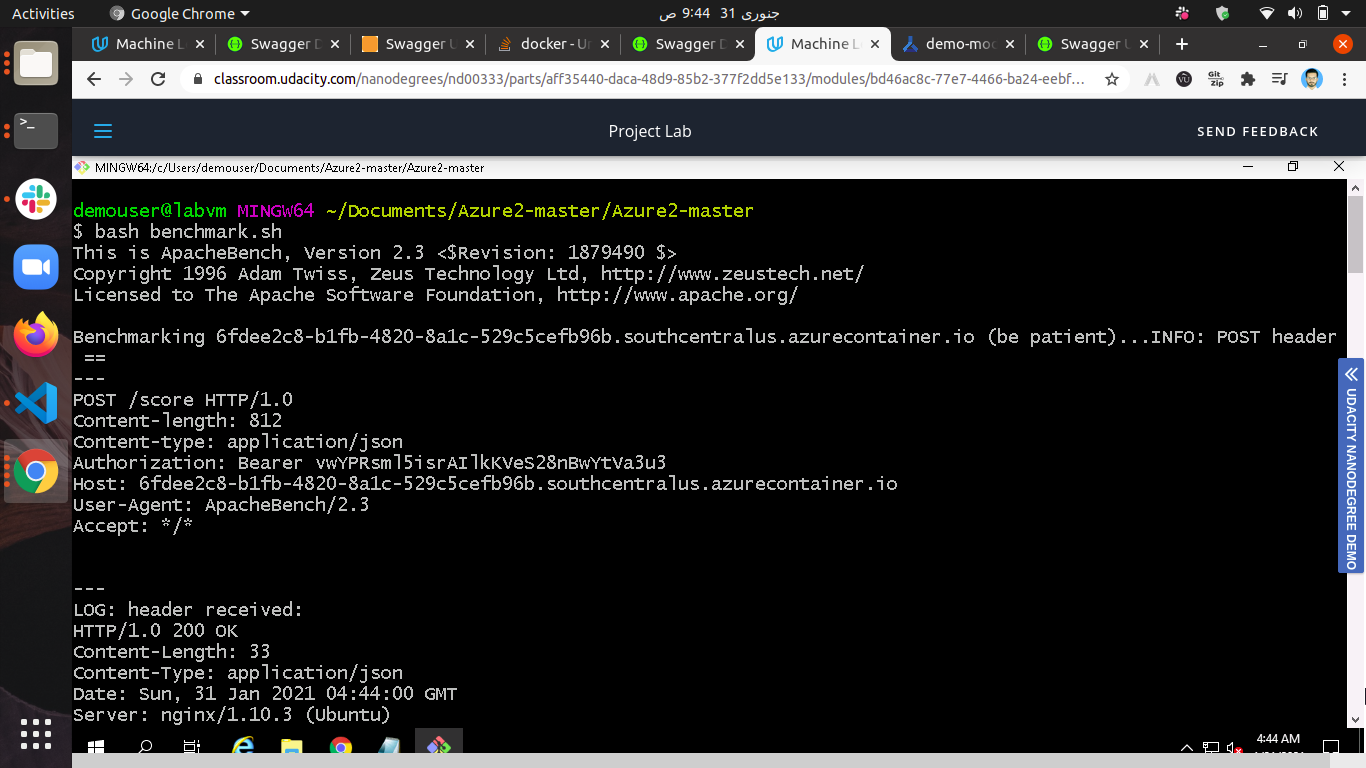 Activities
Google Chrome
جنوری 31  9:44 ص
Machine L
Swagger D
Swagger U
docker - Ur
Swagger D
Machine L
demo-mod
Swagger U
classroom.udacity.com/nanodegrees/nd00333/parts/aff35440-daca-48d9-85b2-377f2dd5e133/modules/bd46ac8c-77e7-4466-ba24-eebf...
Project Lab
SEND FEEDBACK
MINGW64:/c/Users/demouser/Documents/Azure2-master/Azure2-master
demouser@labvm MINGW64 ~/Documents/Azure2-master/Azure2-master
$ bash benchmark.sh
This is ApacheBench, Version 2.3 <$Revision: 1879490 $>
Copyright 1996 Adam Twiss, Zeus Technology Ltd, http://www.zeustech.net/
Licensed to The Apache Software Foundation, http://www.apache.org/
Benchmarking 6fdee2c8-b1fb-4820-8a1c-529c5cefb96b.southcentralus.azurecontainer.io (be patient)...INFO: POST header
==
---
POST /score HTTP/1.0
Content-length: 812
Content-type: application/json
Authorization: Bearer vwYPRsml5isrAIlkKVeS28nBwYtVa3u3
Host: 6fdee2c8-b1fb-4820-8a1c-529c5cefb96b.southcentralus.azurecontainer.io
User-Agent: ApacheBench/2.3
Accept: */*
---
LOG: header received:
HTTP/1.0 200 OK
Content-Length: 33
Content-Type: application/json
Date: Sun, 31 Jan 2021 04:44:00 GMT
Server: nginx/1.10.3 (Ubuntu)
UDACITY NANODEGREE DEMO
4:44 AM